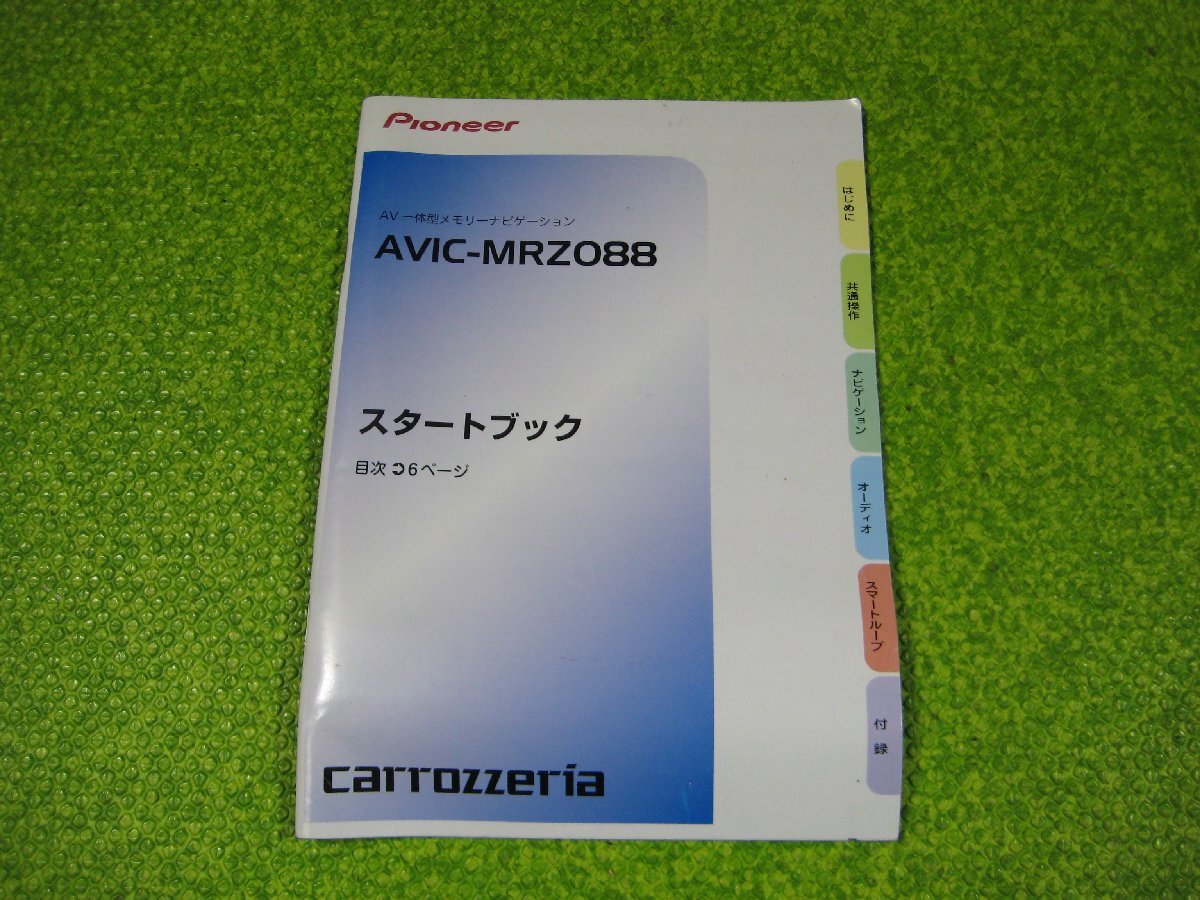 Pioneer
AV一体型メモリーナビゲーション
AVIC-MRZ088
スタートブック
目次 ➲6ページ
carrozzeria
はじめに
共通操作
ナビゲーション
オーディオ
スマートループ
付録